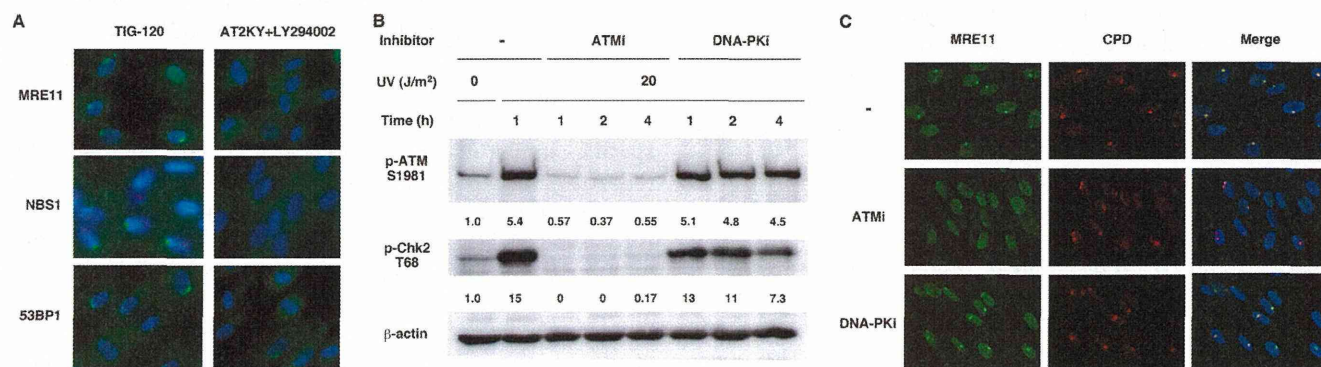 A
TIG-120 AT2KY+LY294002
MRE11
NBS1
53BP1
B
Inhibitor - ATMi DNA-PKi
UV (J/m²) 0 20
Time (h) 1 1 2 4 1 2 4
p-ATM
S1981
1.0 5.4 0.57 0.37 0.55 5.1 4.8 4.5
p-Chk2
T68
1.0 15 0 0 0.17 13 11 7.3
β-actin
C
MRE11 CPD Merge
-
ATMi
DNA-PKi